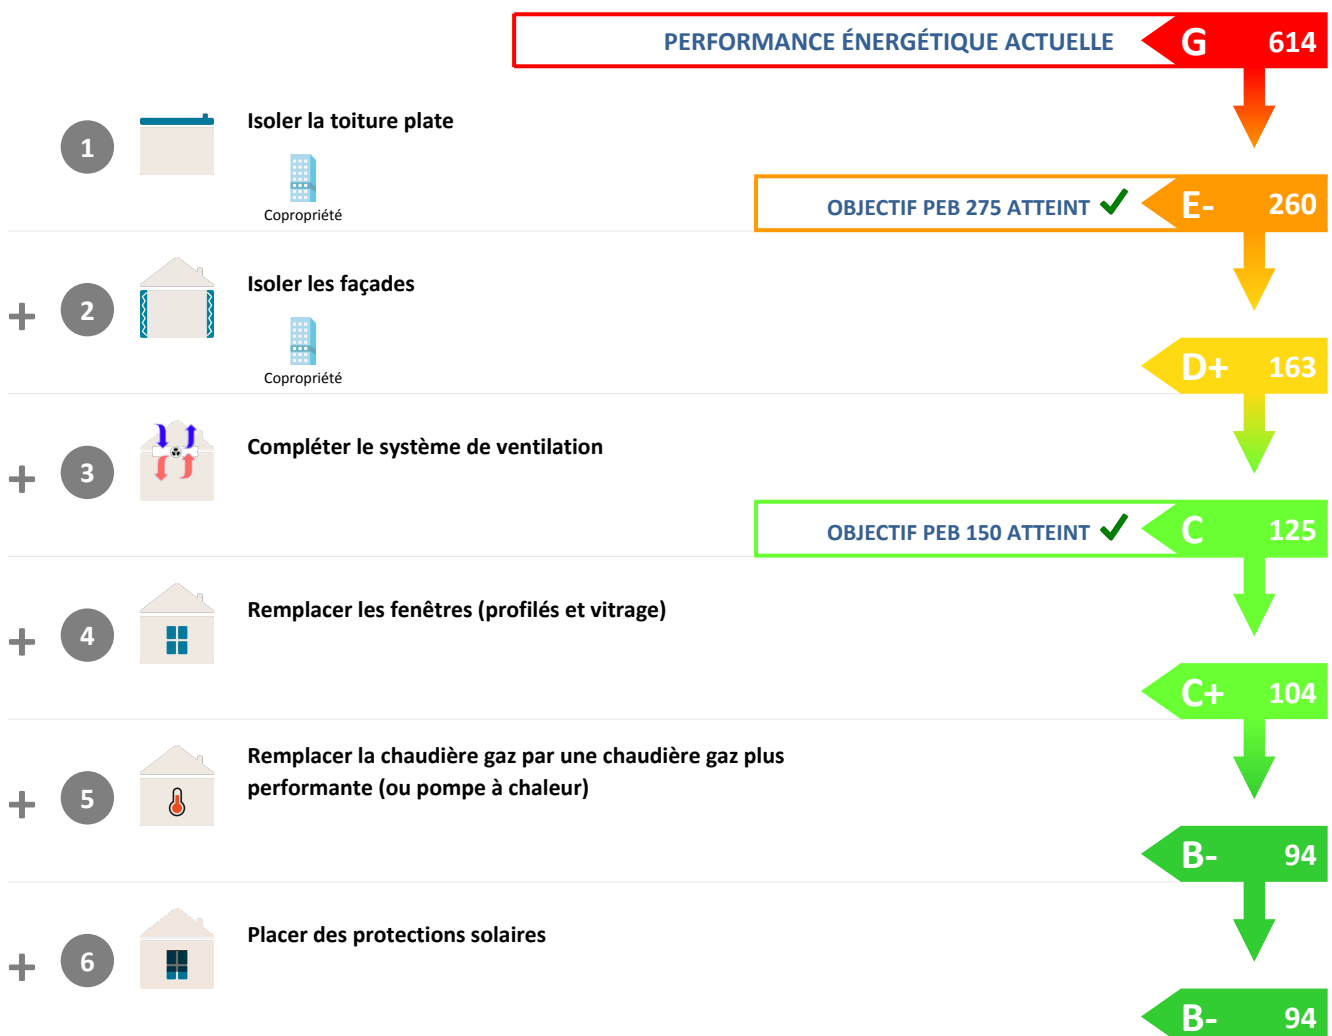 PERFORMANCE ÉNERGÉTIQUE ACTUELLE G 614
1 Isoler la toiture plate
Copropriété
OBJECTIF PEB 275 ATTEINT E- 260
+ 2 Isoler les façades
Copropriété
D+ 163
+ 3 Compléter le système de ventilation
OBJECTIF PEB 150 ATTEINT C 125
+ 4 Remplacer les fenêtres (profilés et vitrage)
C+ 104
+ 5 Remplacer la chaudière gaz par une chaudière gaz plus
performante (ou pompe à chaleur)
B- 94
+ 6 Placer des protections solaires
B- 94